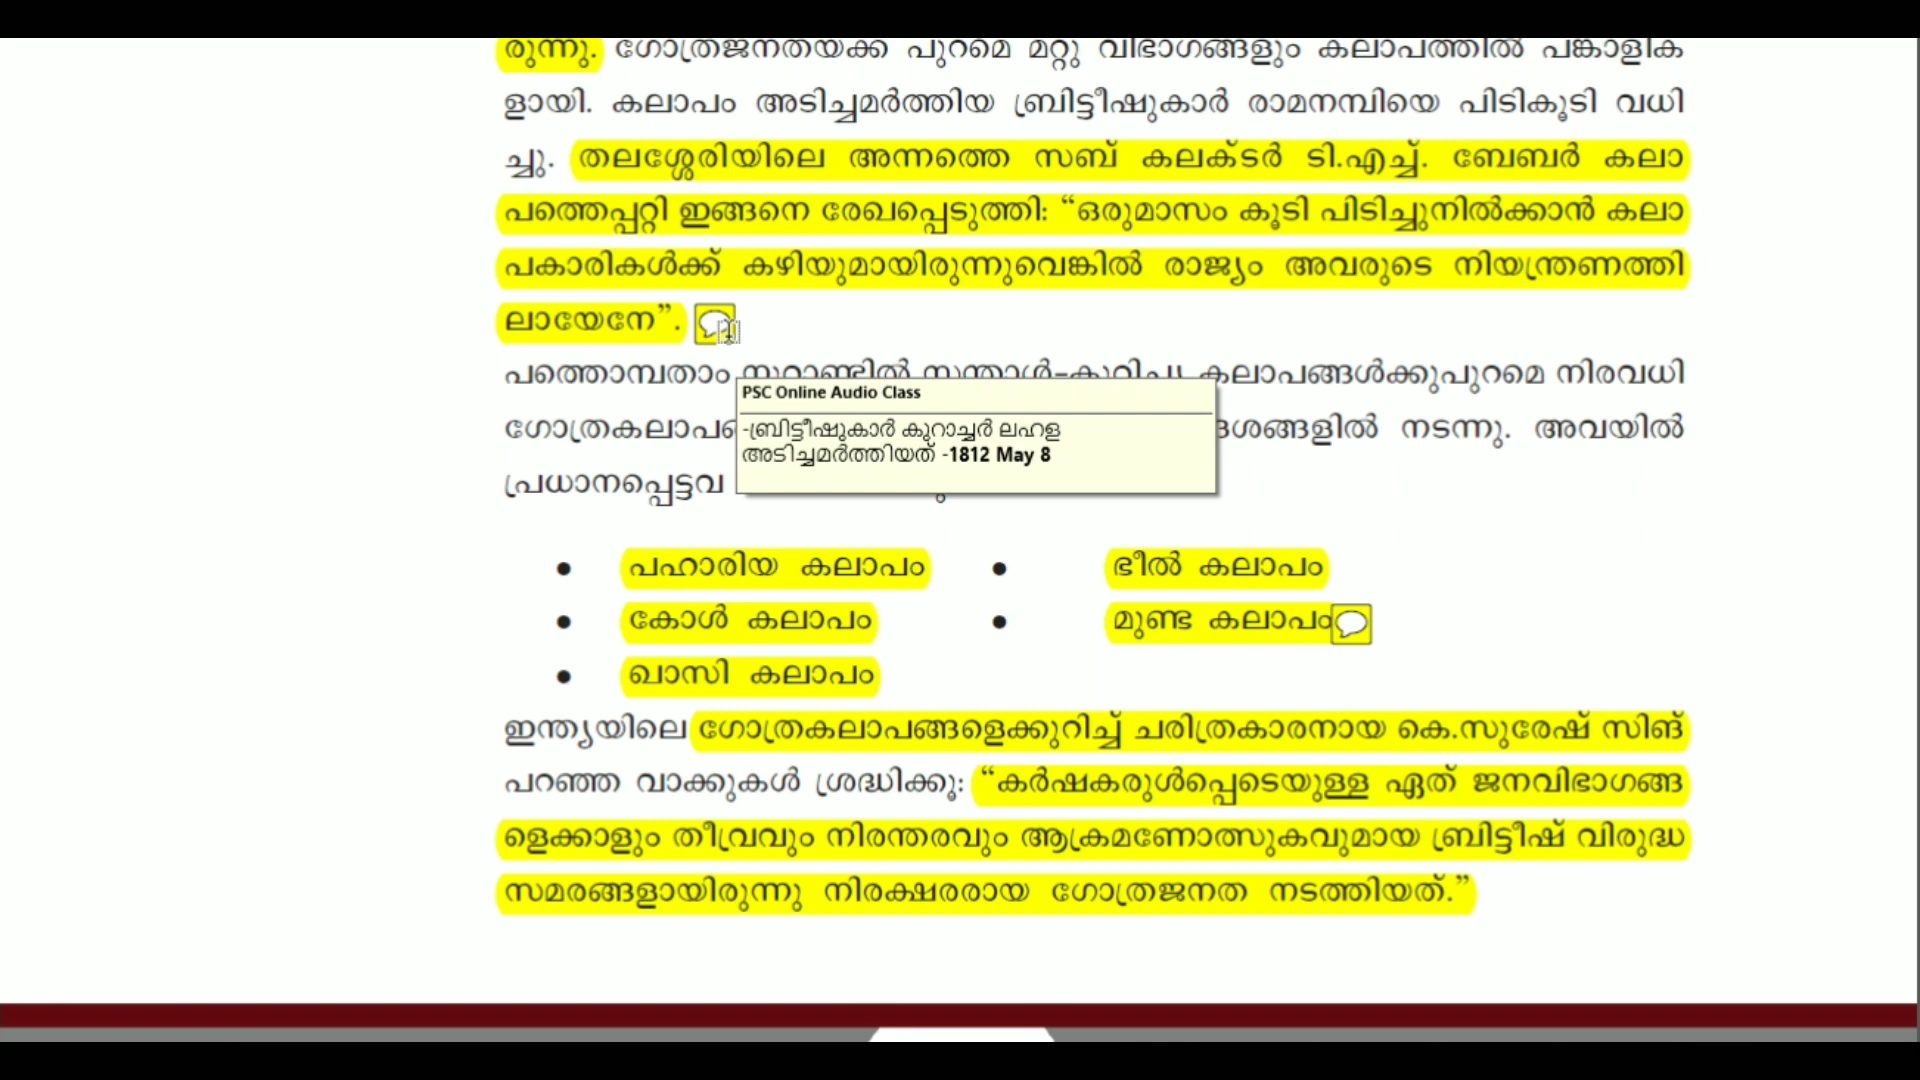 രുന്നു. ഗോത്രജനതയ്ക്ക് പുറമെ മറ്റു വിഭാഗങ്ങളും കലാപത്തിൽ പങ്കാളിക
ളായി. കലാപം അടിച്ചമർത്തിയ ബ്രിട്ടീഷുകാർ രാമനമ്പിയെ പിടികൂടി വധി
ച്ചു. തലശ്ശേരിയിലെ അന്നത്തെ സബ് കലക്ടർ ടി.എച്ച്. ബേബർ കലാ
പത്തെപ്പറ്റി ഇങ്ങനെ രേഖപ്പെടുത്തി: “ഒരുമാസം കൂടി പിടിച്ചുനിൽക്കാൻ കലാ
പകാരികൾക്ക് കഴിയുമായിരുന്നുവെങ്കിൽ രാജ്യം അവരുടെ നിയന്ത്രണത്തി
ലായേനേ”.
പത്തൊമ്പതാം നൂറ്റാണ്ടിൽ സന്താൾ-കുറിച്യ കലാപങ്ങൾക്കുപുറമെ നിരവധി
PSC Online Audio Class
-ബ്രിട്ടീഷുകാർ കുറാച്ചർ ലഹള
അടിച്ചമർത്തിയത് -1812 May 8
നടന്നു. അവയിൽ
പ്രധാനപ്പെട്ടവ
• പഹാരിയ കലാപം • ഭീൽ കലാപം
• കോൾ കലാപം • മുണ്ട കലാപം
• ഖാസി കലാപം
ഇന്ത്യയിലെ ഗോത്രകലാപങ്ങളെക്കുറിച്ച് ചരിത്രകാരനായ കെ.സുരേഷ് സിങ്
പറഞ്ഞ വാക്കുകൾ ശ്രദ്ധിക്കൂ: “കർഷകരുൾപ്പെടെയുള്ള ഏത് ജനവിഭാഗങ്ങ
ളെക്കാളും തീവ്രവും നിരന്തരവും ആക്രമണോത്സുകവുമായ ബ്രിട്ടീഷ് വിരുദ്ധ
സമരങ്ങളായിരുന്നു നിരക്ഷരരായ ഗോത്രജനത നടത്തിയത്.”